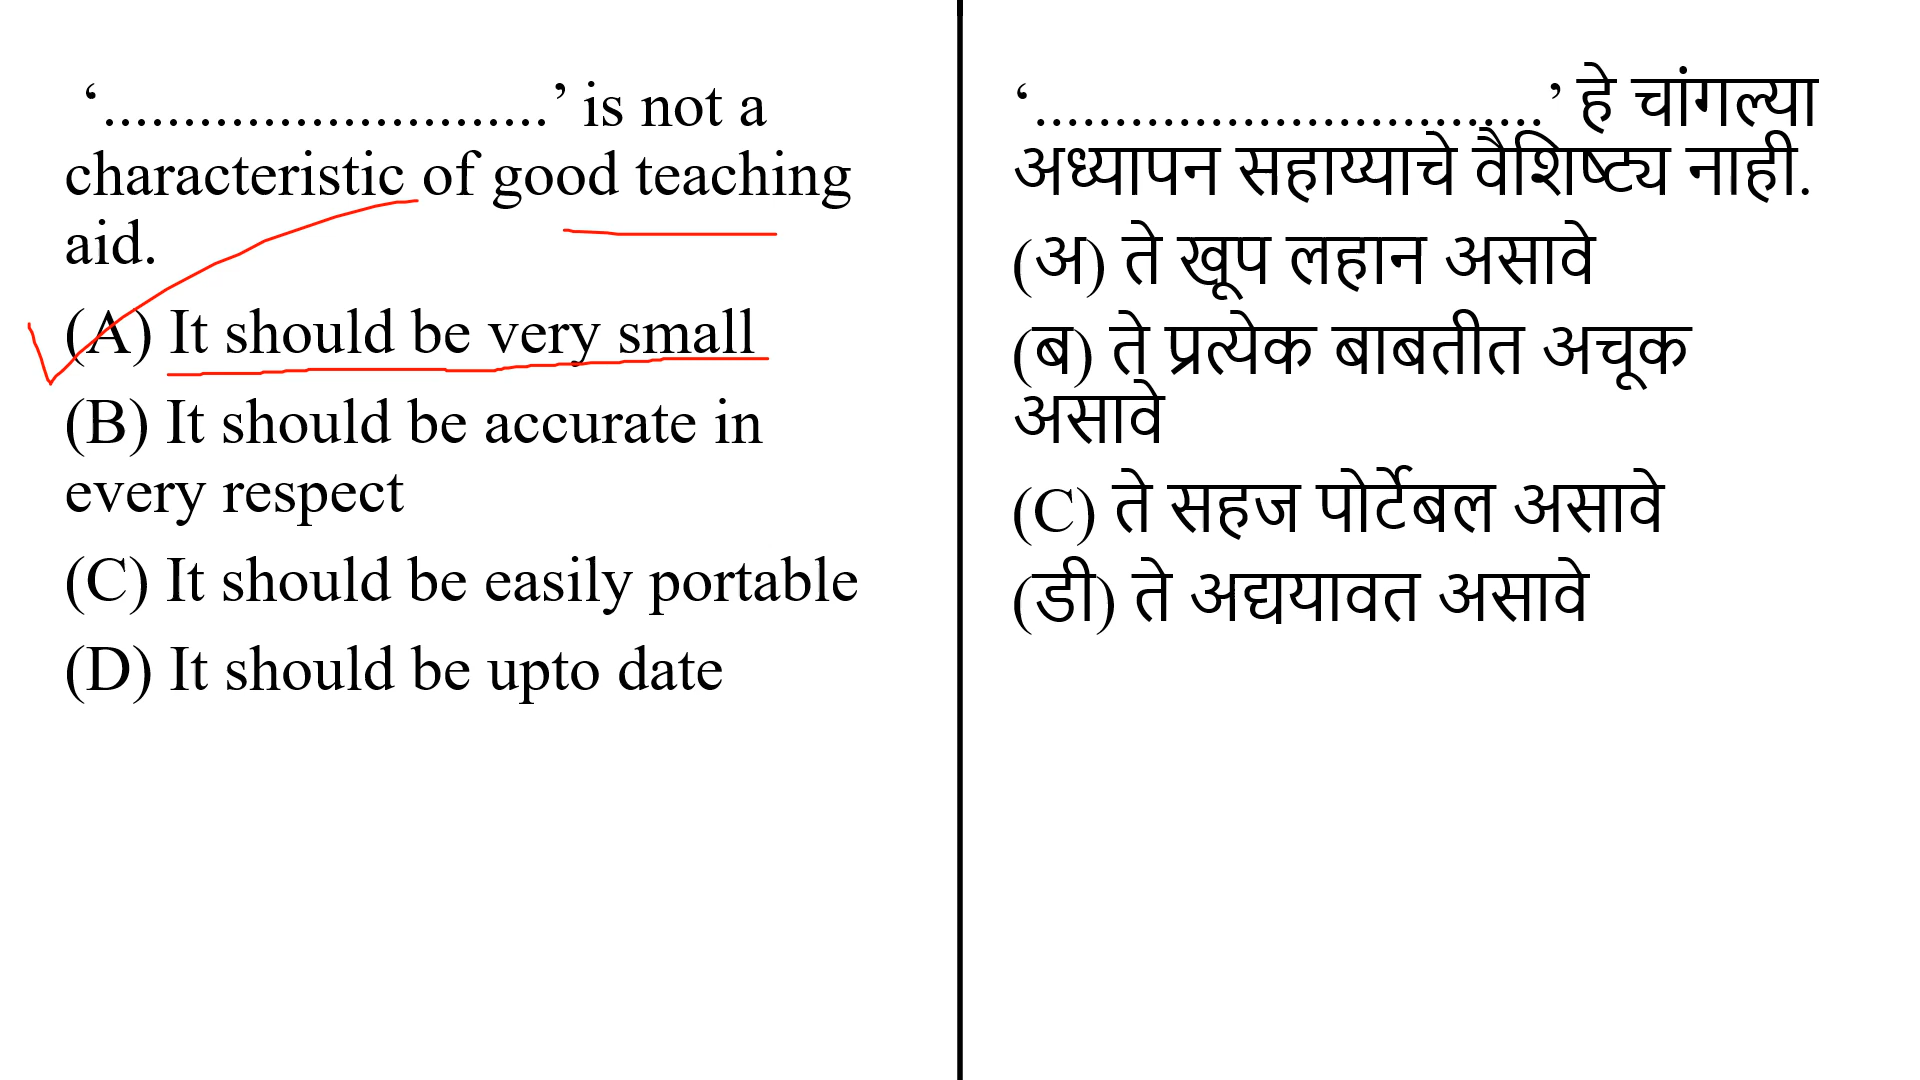 ‘............................’ is not a
characteristic of good teaching
aid.
(A) It should be very small
(B) It should be accurate in
every respect
(C) It should be easily portable
(D) It should be upto date
‘................................’ हे चांगल्या
अध्यापन सहाय्याचे वैशिष्ट्य नाही.
(अ) ते खूप लहान असावे
(ब) ते प्रत्येक बाबतीत अचूक
असावे
(C) ते सहज पोर्टेबल असावे
(डी) ते अद्ययावत असावे